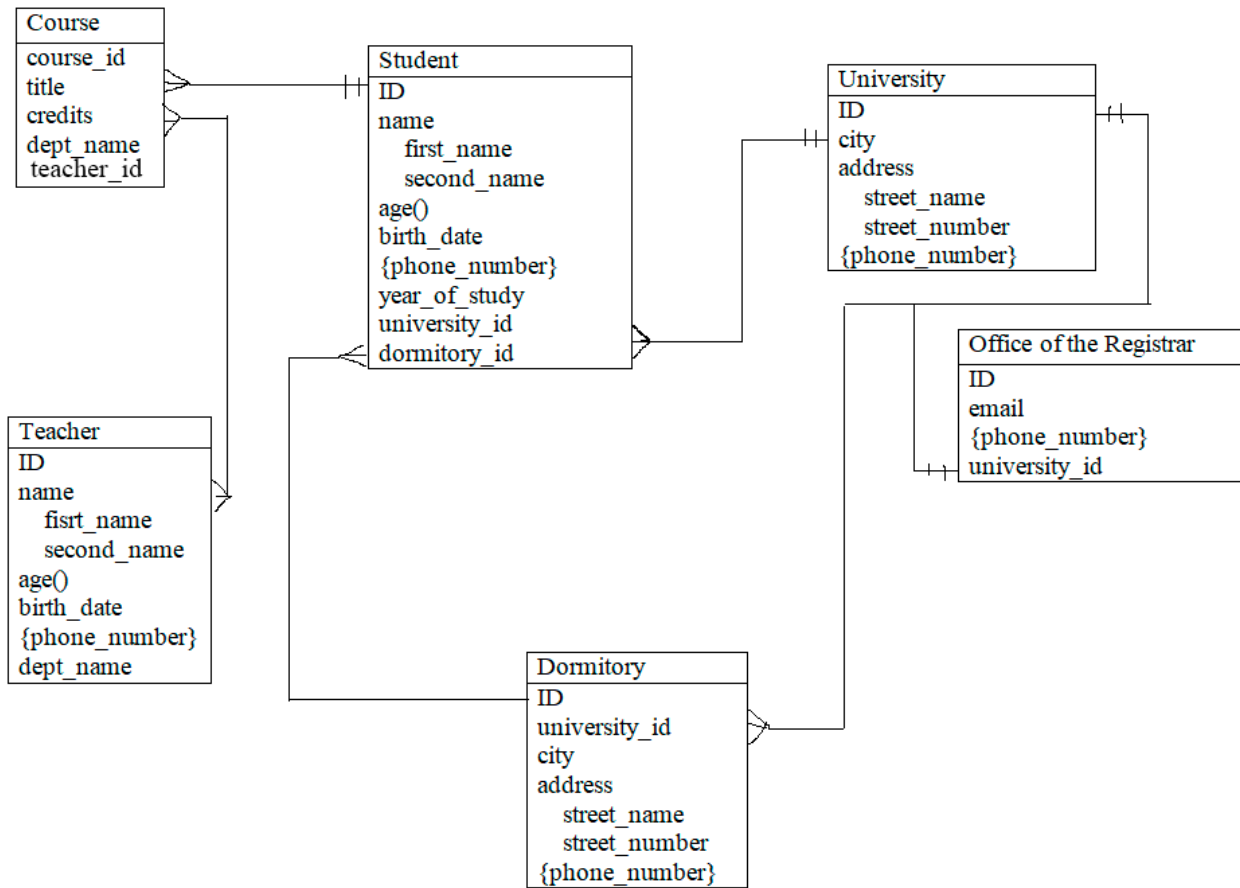 Course
course_id
title
credits
dept_name
teacher_id
Student
ID
name
first_name
second_name
age()
birth_date
{phone_number}
year_of_study
university_id
dormitory_id
University
ID
city
address
street_name
street_number
{phone_number}
Office of the Registrar
ID
email
{phone_number}
university_id
Teacher
ID
name
fisrt_name
second_name
age()
birth_date
{phone_number}
dept_name
Dormitory
ID
university_id
city
address
street_name
street_number
{phone_number}